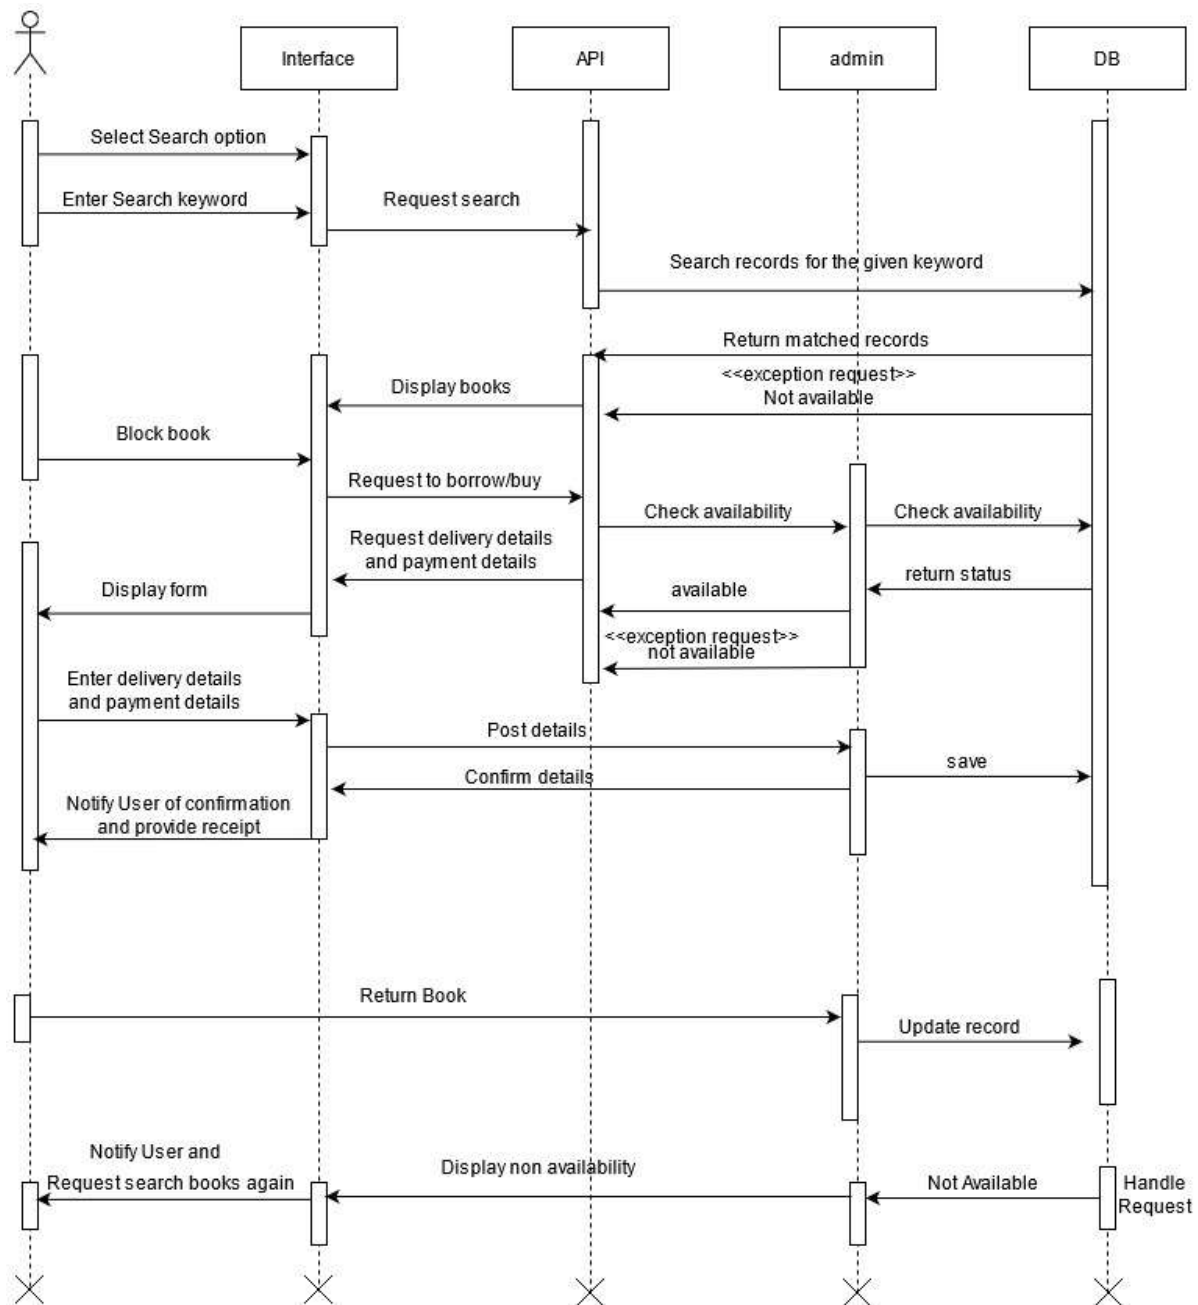 Interface
API
admin
DB
Select Search option
Enter Search keyword
Request search
Search records for the given keyword
Return matched records
<<exception request>>
Not available
Display books
Block book
Request to borrow/buy
Check availability
Check availability
Request delivery details
and payment details
return status
available
Display form
<<exception request>>
not available
Enter delivery details
and payment details
Post details
save
Confirm details
Notify User of confirmation
and provide receipt
Return Book
Update record
Notify User and
Request search books again
Display non availability
Not Available
Handle
Request